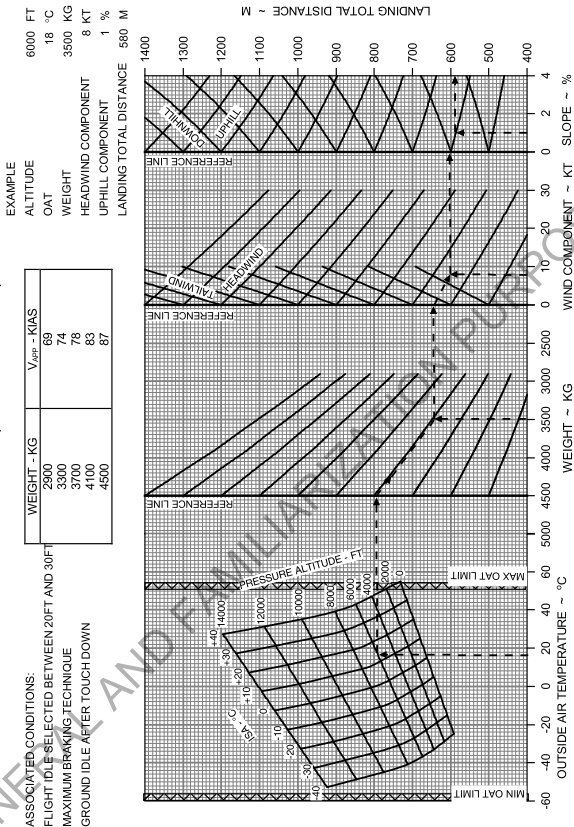 ASSOCIATED CONDITIONS:
FLIGHT IDLE SELECTED BETWEEN 20FT AND 30FT
MAXIMUM BRAKING TECHNIQUE
GROUND IDLE AFTER TOUCH DOWN
WEIGHT - KG VAPP - KIAS
2900 69
3300 74
3700 78
4100 83
4500 87
EXAMPLE
ALTITUDE 6000 FT
OAT 18 °C
WEIGHT 3500 KG
HEADWIND COMPONENT 8 KT
UPHILL COMPONENT 1 %
LANDING TOTAL DISTANCE 580 M
MIN OAT LIMIT
MAX OAT LIMIT
ISA~°C
-40
-30
-20
-10
0
+10
+20
+30
+40
PRESSURE ALTITUDE - FT
14000
12000
10000
8000
6000
4000
2000
0
REFERENCE LINE
REFERENCE LINE
TAILWIND
HEADWIND
REFERENCE LINE
DOWNHILL
UPHILL
1400
1300
1200
1100
1000
900
800
700
600
500
400
LANDING TOTAL DISTANCE ~ M
-60 -40 -20 0 20 40 60
OUTSIDE AIR TEMPERATURE ~ °C
5000 4500 4000 3500 3000 2500
WEIGHT ~ KG
0 10 20 30
WIND COMPONENT ~ KT
0 2 4
SLOPE ~ %
GENERAL AND FAMILIARIZATION PURPO